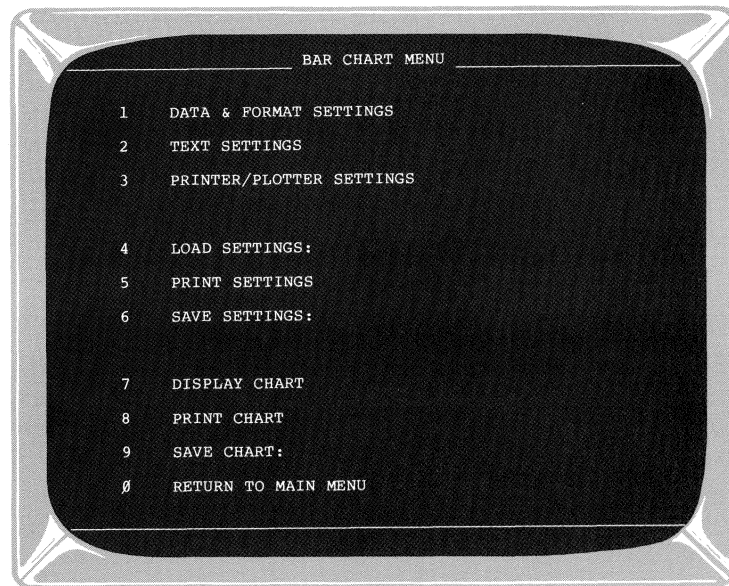 BAR CHART MENU
1 DATA & FORMAT SETTINGS
2 TEXT SETTINGS
3 PRINTER/PLOTTER SETTINGS
4 LOAD SETTINGS:
5 PRINT SETTINGS
6 SAVE SETTINGS:
7 DISPLAY CHART
8 PRINT CHART
9 SAVE CHART:
Ø RETURN TO MAIN MENU